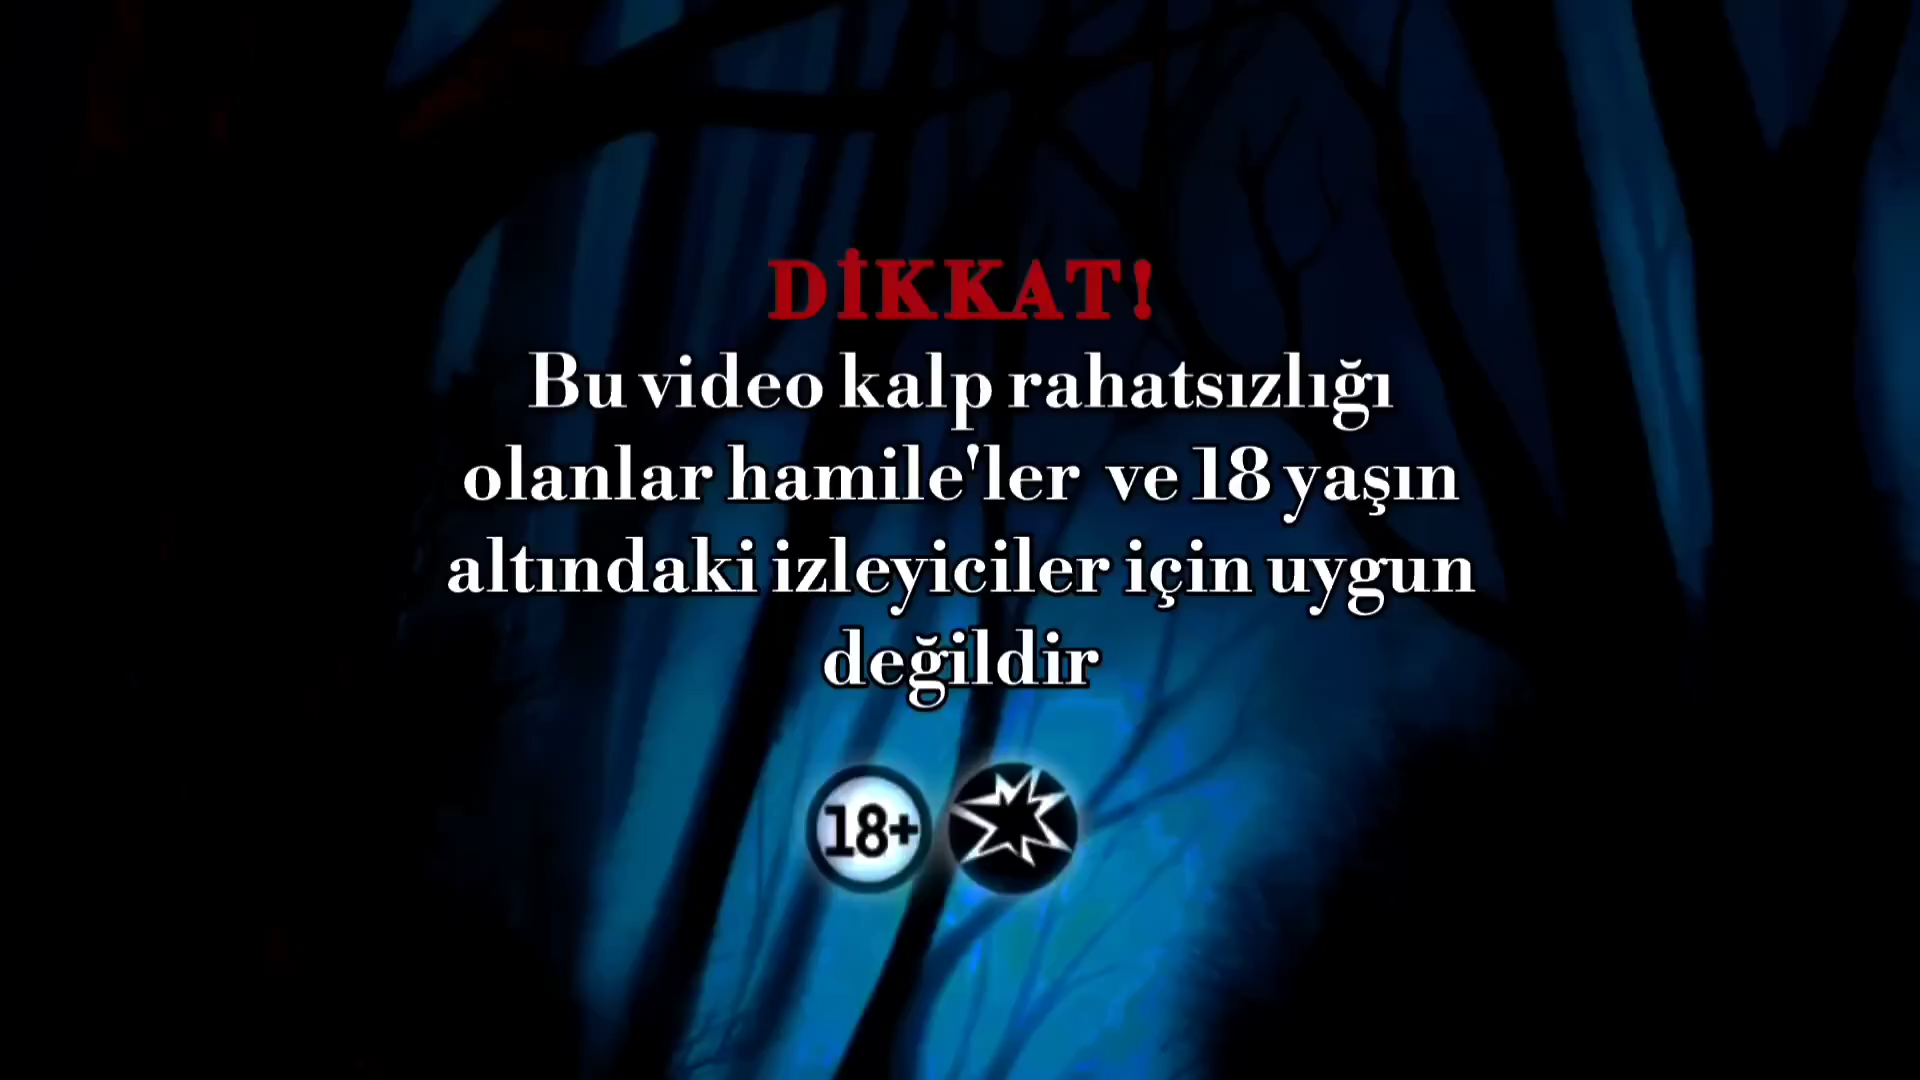 DİKKAT!
Bu video kalp rahatsızlığı
olanlar hamile'ler ve 18 yaşın
altındaki izleyiciler için uygun
değildir
18+